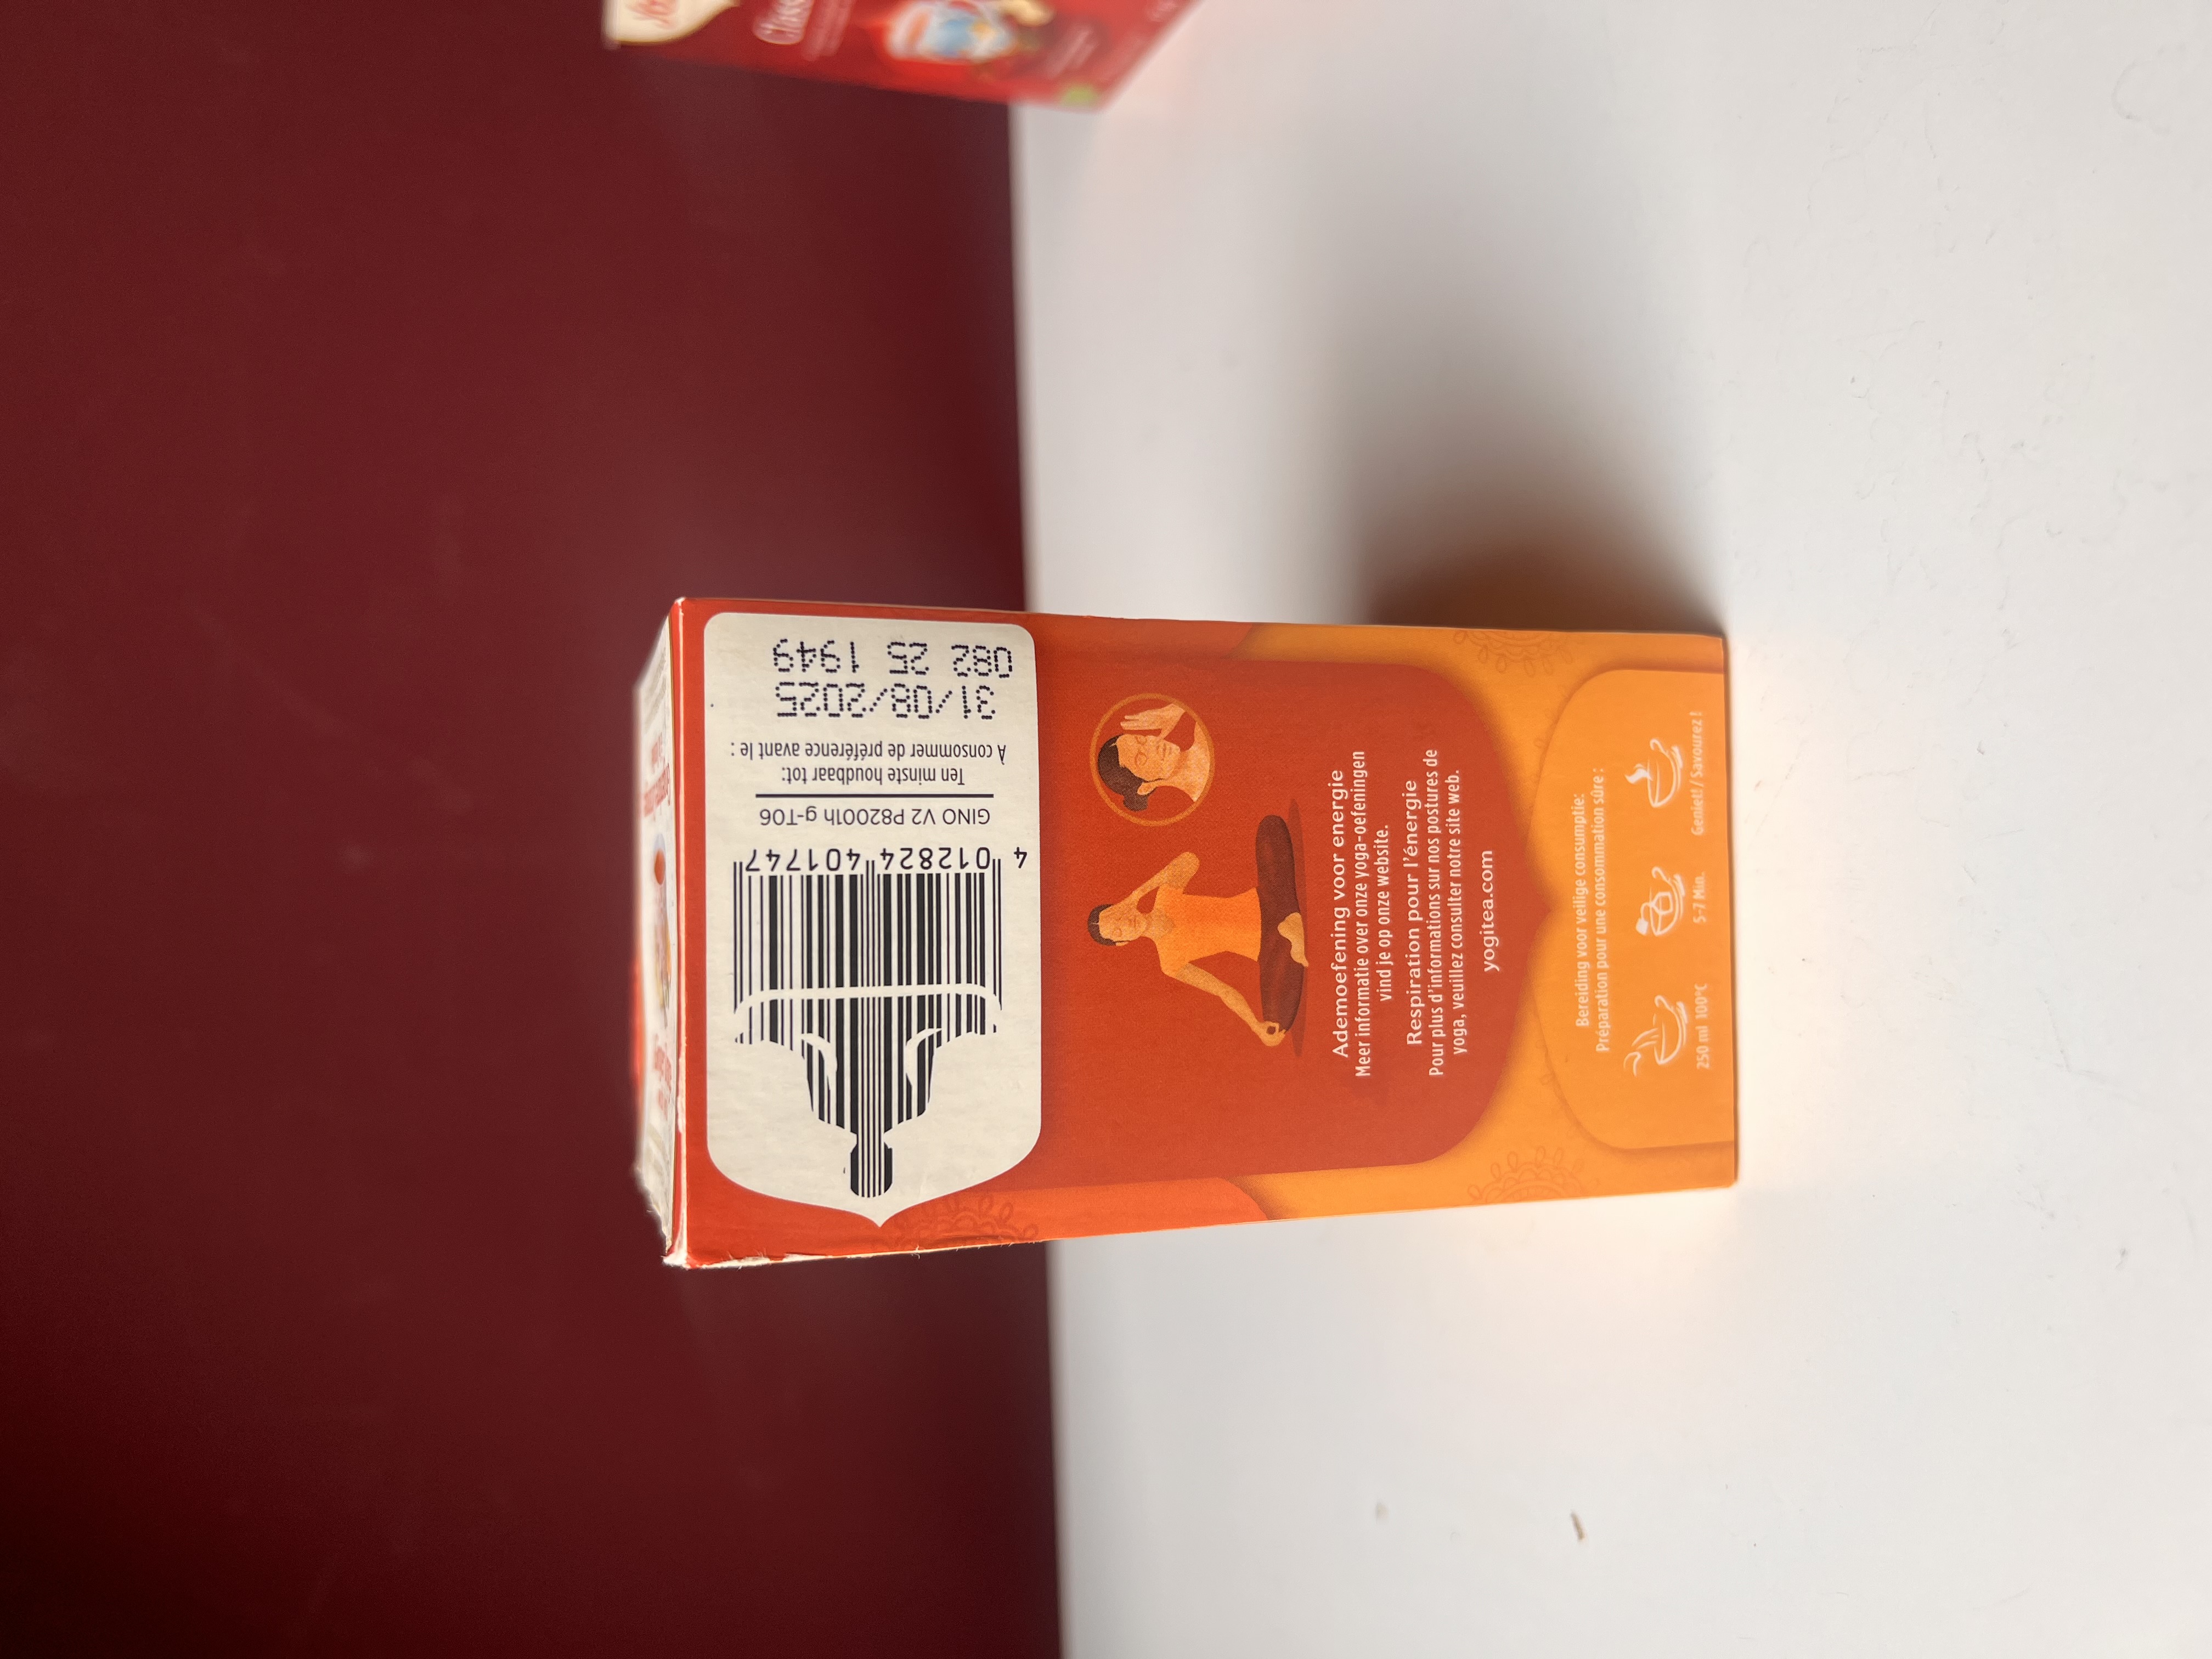 4 012824 401747
GINO V2 P82001h g-T06
Ten minste houdbaar tot:
À consommer de préférence avant le :
31/08/2025
082 25 1949
Ademoefening voor energie
Meer informatie over onze yoga-oefeningen
vind je op onze website.
Respiration pour l'énergie
Pour plus d'informations sur nos postures de
yoga, veuillez consulter notre site web.
yogitea.com
Bereiding voor veilige consumptie:
Préparation pour une consommation sûre :
250 ml 100°C
5-7 Min.
Geniet! / Savourez !